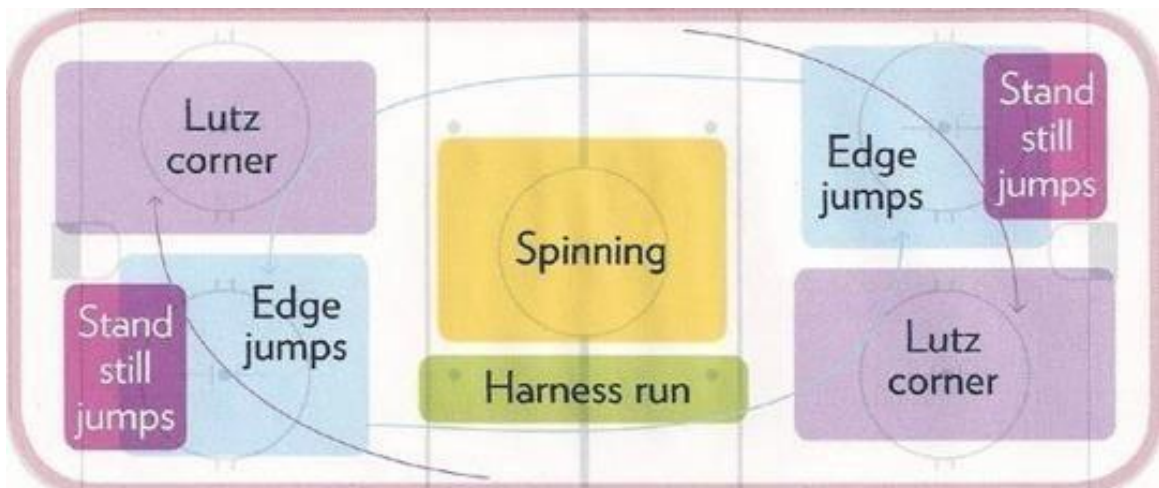 Lutz
corner
Stand
still
jumps
Edge
jumps
Spinning
Harness run
Edge
jumps
Stand
still
jumps
Lutz
corner